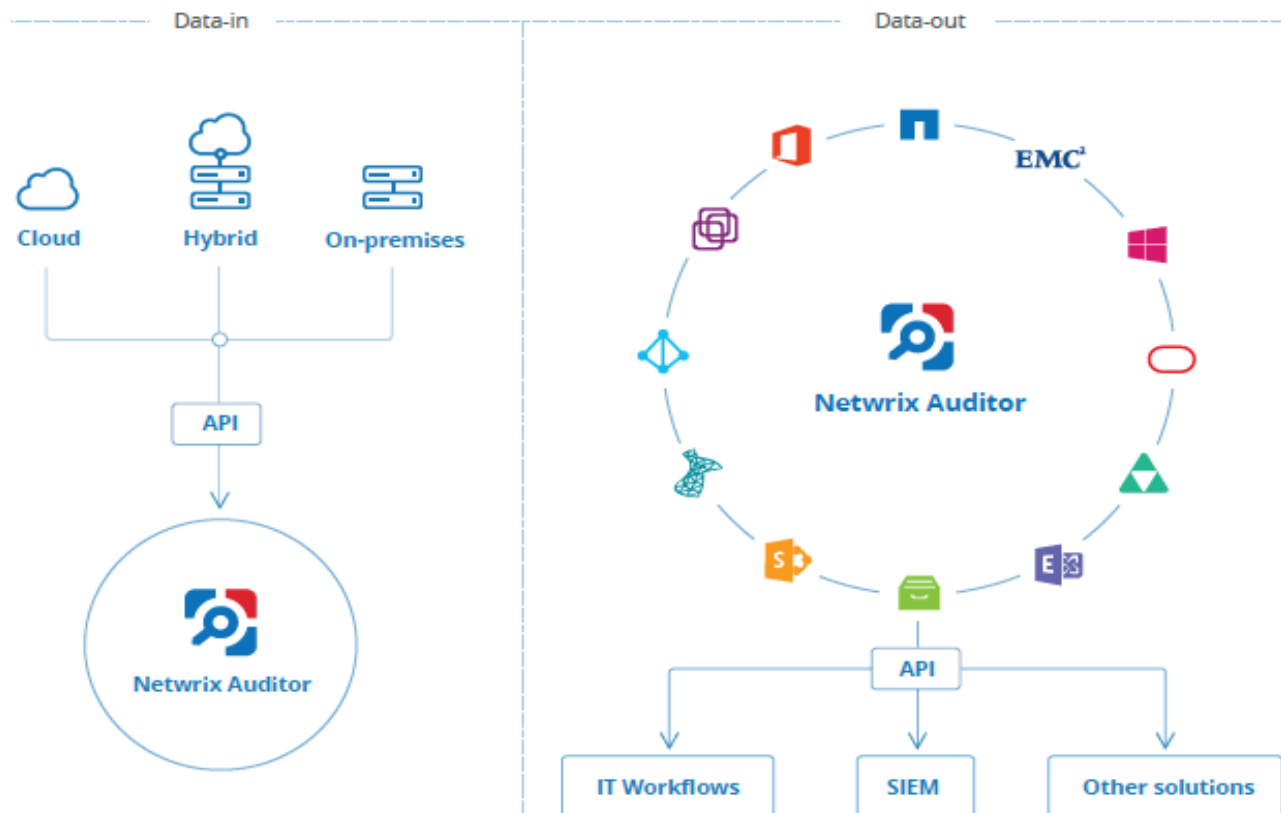 Data-in
Data-out
EMC²
Cloud
Hybrid
On-premises
API
Netwrix Auditor
Netwrix Auditor
S
E
API
IT Workflows
SIEM
Other solutions